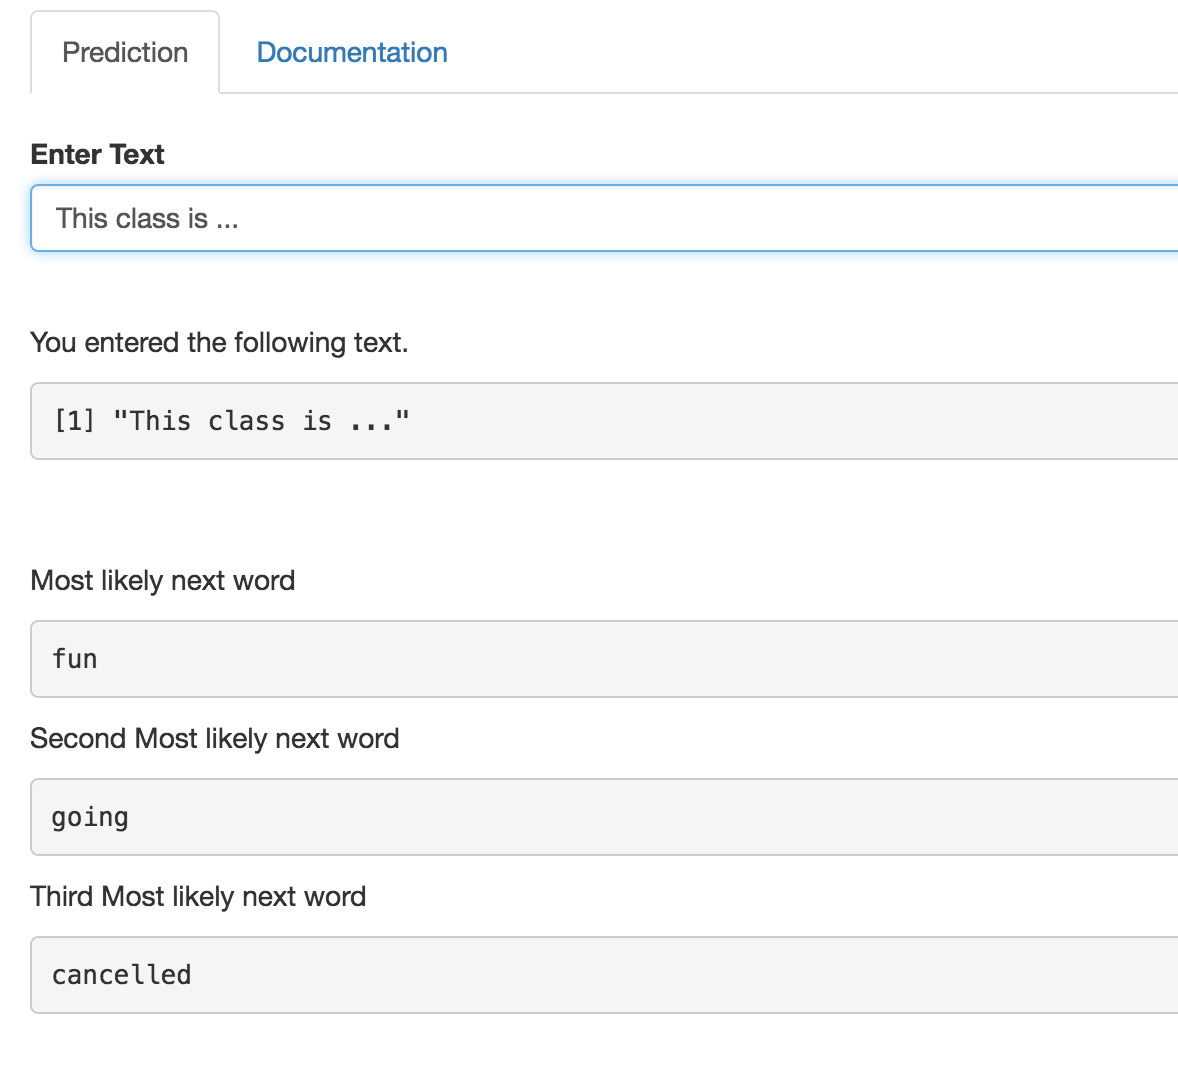 Prediction Documentation
Enter Text
This class is ...
You entered the following text.
[1] "This class is ..."
Most likely next word
fun
Second Most likely next word
going
Third Most likely next word
cancelled